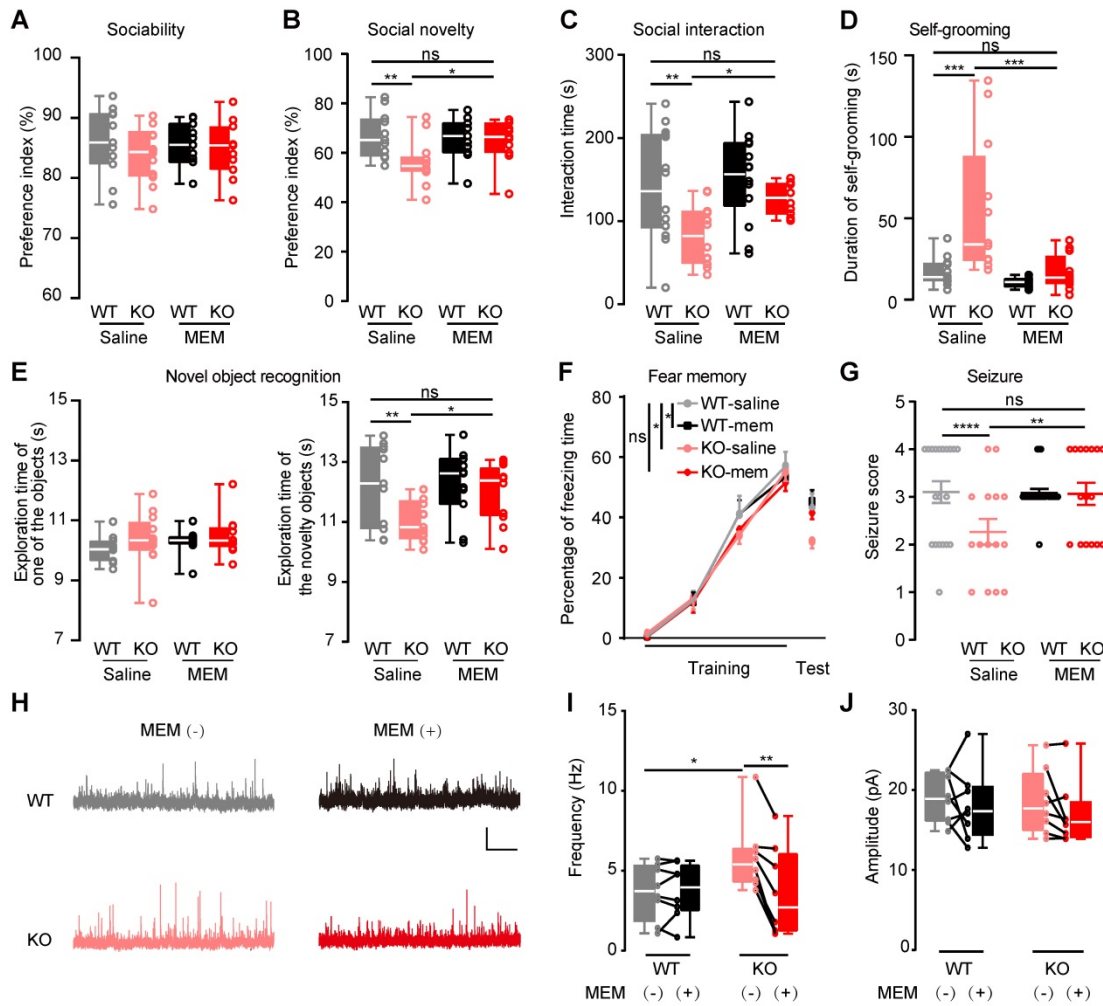 A
Sociability
Preference index (%)
100
90
80
70
60
WT KO WT KO
Saline MEM
B
Social novelty
ns
** *
Preference index (%)
100
80
60
40
20
0
WT KO WT KO
Saline MEM
C
Social interaction
ns
** *
Interaction time (s)
300
200
100
0
WT KO WT KO
Saline MEM
D
Self-grooming
ns
*** ***
Duration of self-grooming (s)
150
100
50
0
WT KO WT KO
Saline MEM
E
Novel object recognition
Exploration time of
one of the objects (s)
15
13
11
9
7
WT KO WT KO
Saline MEM
ns
** *
Exploration time of
the novelty objects (s)
15
13
11
9
7
WT KO WT KO
Saline MEM
F
Fear memory
Percentage of freezing time
80
60
40
20
0
ns * *
WT-saline
WT-mem
KO-saline
KO-mem
Training Test
G
Seizure
ns
**** **
Seizure score
5
4
3
2
1
0
WT KO WT KO
Saline MEM
H
MEM (-) MEM (+)
WT
KO
I
Frequency (Hz)
15
10
5
0
* **
WT KO
MEM (-) (+) (-) (+)
J
Amplitude (pA)
30
20
10
0
WT KO
MEM (-) (+) (-) (+)